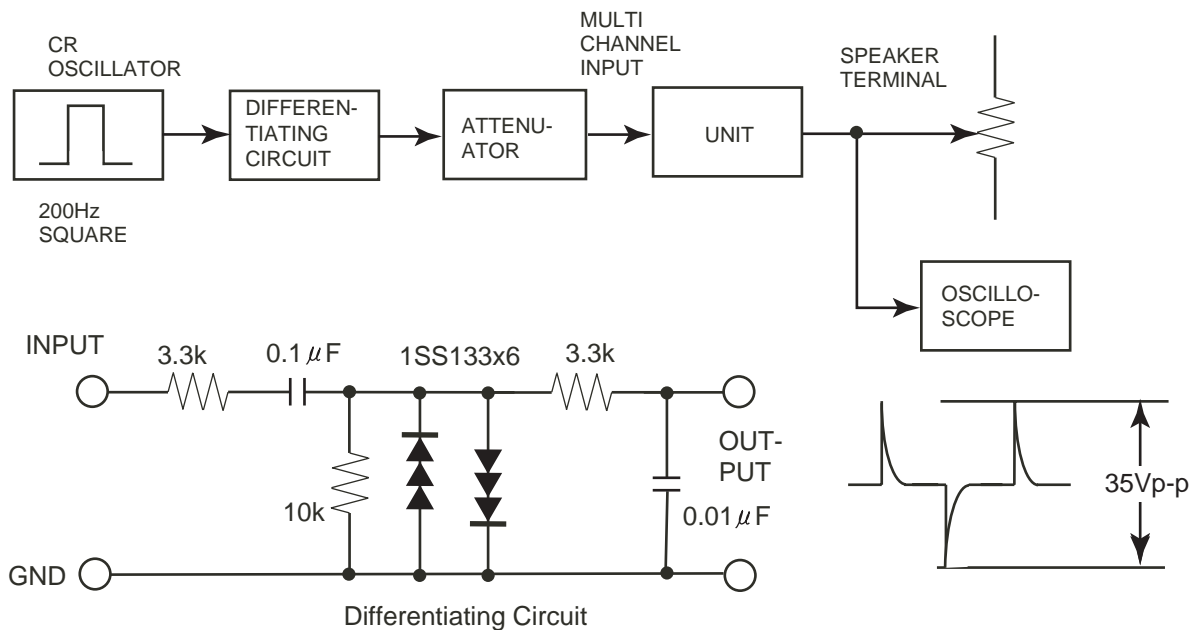 CR
OSCILLATOR
200Hz
SQUARE
DIFFEREN-
TIATING
CIRCUIT
ATTENU-
ATOR
MULTI
CHANNEL
INPUT
UNIT
SPEAKER
TERMINAL
OSCILLO-
SCOPE
INPUT
3.3k
0.1μF
1SS133x6
3.3k
OUT-
PUT
10k
0.01μF
GND
Differentiating Circuit
35Vp-p